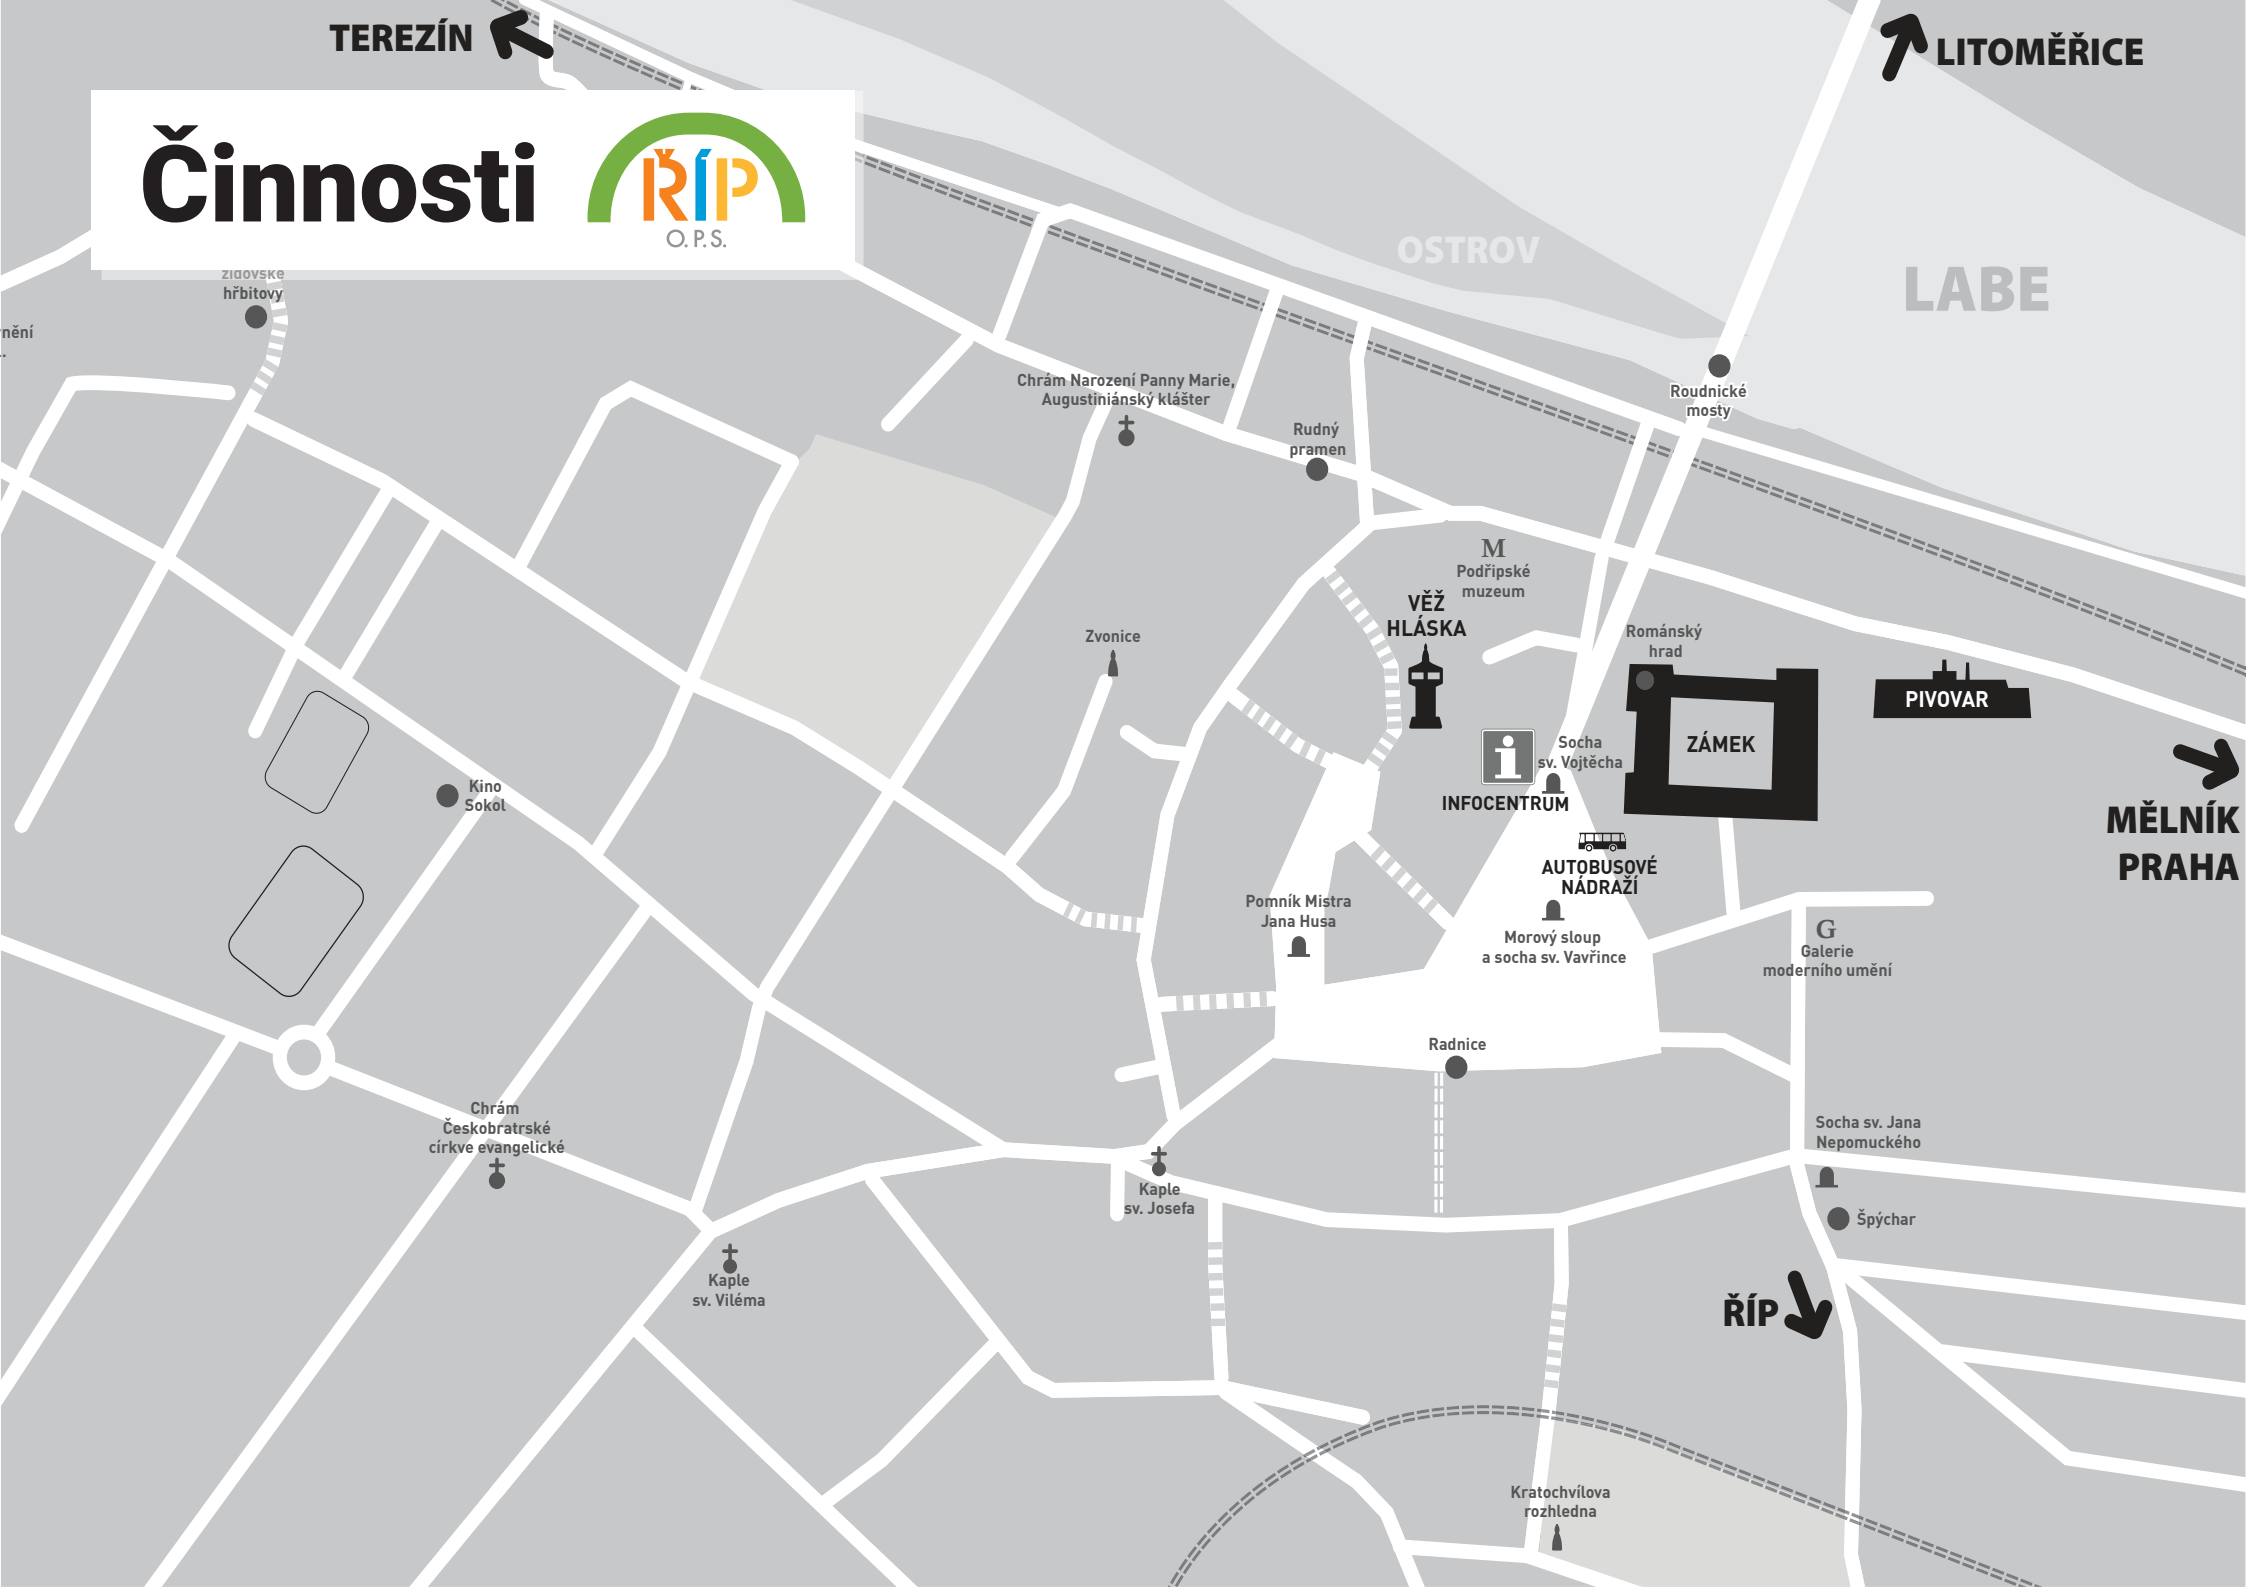 TEREZÍN
LITOMĚŘICE
Činnosti
ŘÍP
O.P.S.
OSTROV
LABE
židovské
hřbitovy
Chrám Narození Panny Marie,
Augustiniánský klášter
Rudný
pramen
Roudnické
mosty
M
Podřipské
muzeum
VĚŽ
HLÁSKA
Zvonice
Románský
hrad
PIVOVAR
ZÁMEK
Socha
sv. Vojtěcha
INFOCENTRUM
Kino
Sokol
MĚLNÍK
PRAHA
AUTOBUSOVÉ
NÁDRAŽÍ
Pomník Mistra
Jana Husa
Morový sloup
a socha sv. Vavřince
G
Galerie
moderního umění
Radnice
Chrám
Českobratrské
církve evangelické
Socha sv. Jana
Nepomuckého
Kaple
sv. Josefa
Špýchar
Kaple
sv. Viléma
ŘÍP
Kratochvílova
rozhledna